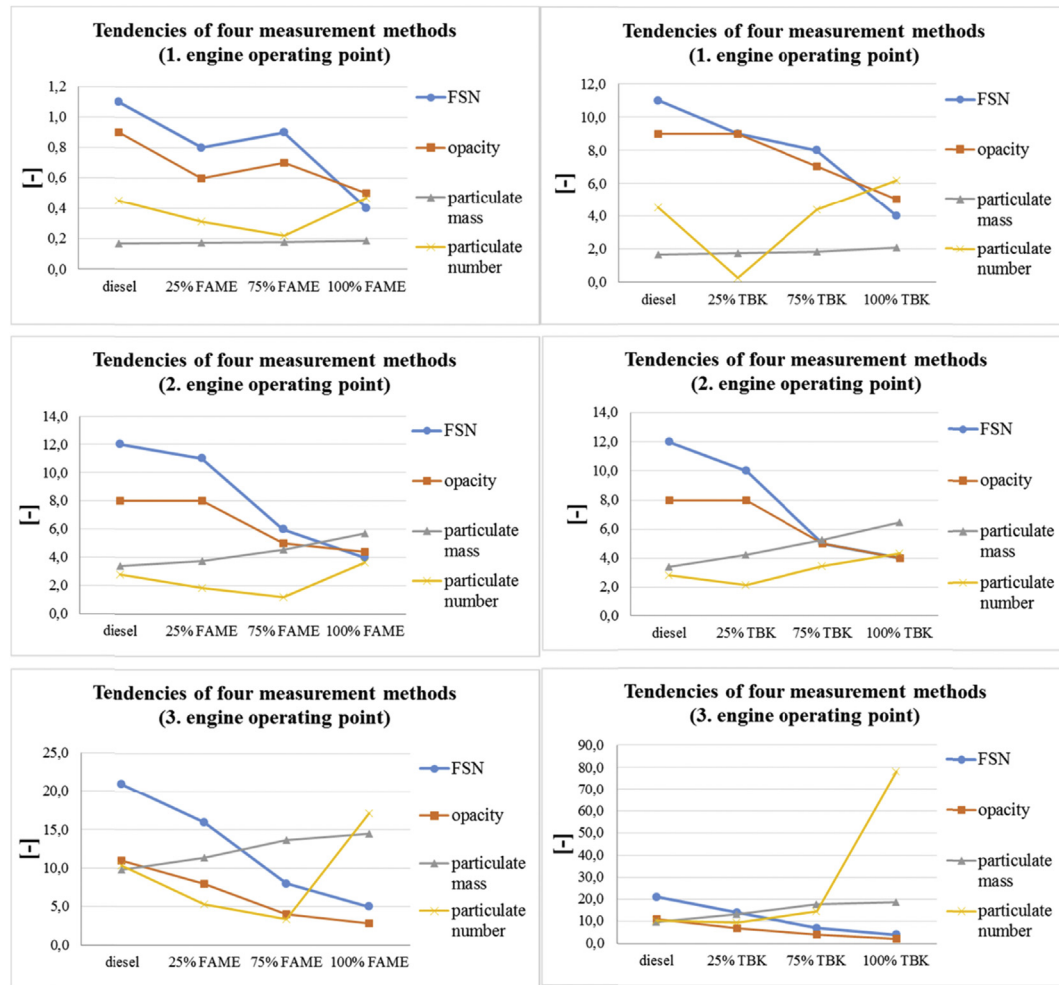 Tendencies of four measurement methods
(1. engine operating point)
1,2
1,0
0,8
0,6
0,4
0,2
0,0
[-]
diesel 25% FAME 75% FAME 100% FAME
FSN
opacity
particulate
mass
particulate
number
Tendencies of four measurement methods
(1. engine operating point)
12,0
10,0
8,0
6,0
4,0
2,0
0,0
[-]
diesel 25% TBK 75% TBK 100% TBK
FSN
opacity
particulate
mass
particulate
number
Tendencies of four measurement methods
(2. engine operating point)
14,0
12,0
10,0
8,0
6,0
4,0
2,0
0,0
[-]
diesel 25% FAME 75% FAME 100% FAME
FSN
opacity
particulate
mass
particulate
number
Tendencies of four measurement methods
(2. engine operating point)
14,0
12,0
10,0
8,0
6,0
4,0
2,0
0,0
[-]
diesel 25% TBK 75% TBK 100% TBK
FSN
opacity
particulate
mass
particulate
number
Tendencies of four measurement methods
(3. engine operating point)
25,0
20,0
15,0
10,0
5,0
0,0
[-]
diesel 25% FAME 75% FAME 100% FAME
FSN
opacity
particulate
mass
particulate
number
Tendencies of four measurement methods
(3. engine operating point)
90,0
80,0
70,0
60,0
50,0
40,0
30,0
20,0
10,0
0,0
[-]
diesel 25% TBK 75% TBK 100% TBK
FSN
opacity
particulate
mass
particulate
number